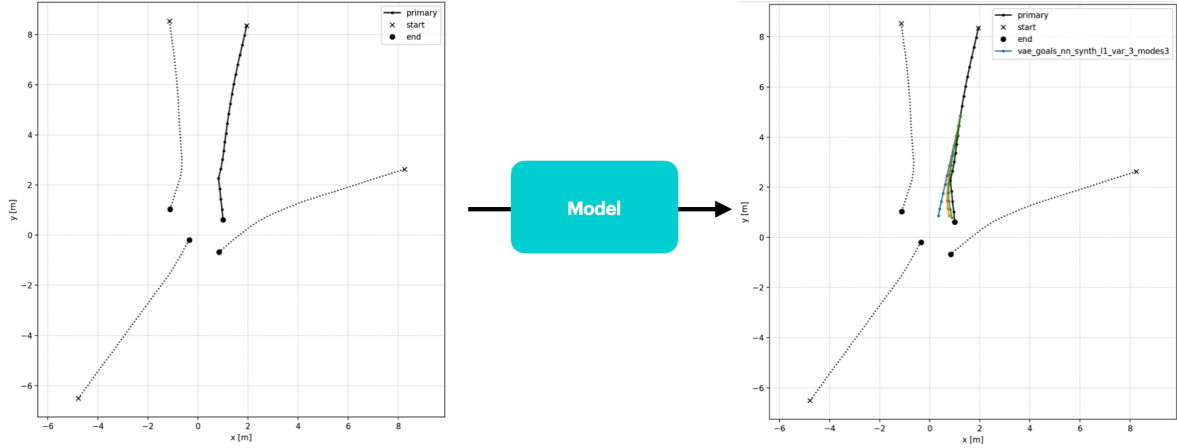 primary
start
end
8
6
4
2
0
−2
−4
−6
y [m]
−6 −4 −2 0 2 4 6 8
x [m]
Model
primary
start
end
vae_goals_nn_synth_l1_var_3_modes3
8
6
4
2
0
−2
−4
−6
y [m]
−6 −4 −2 0 2 4 6 8
x [m]